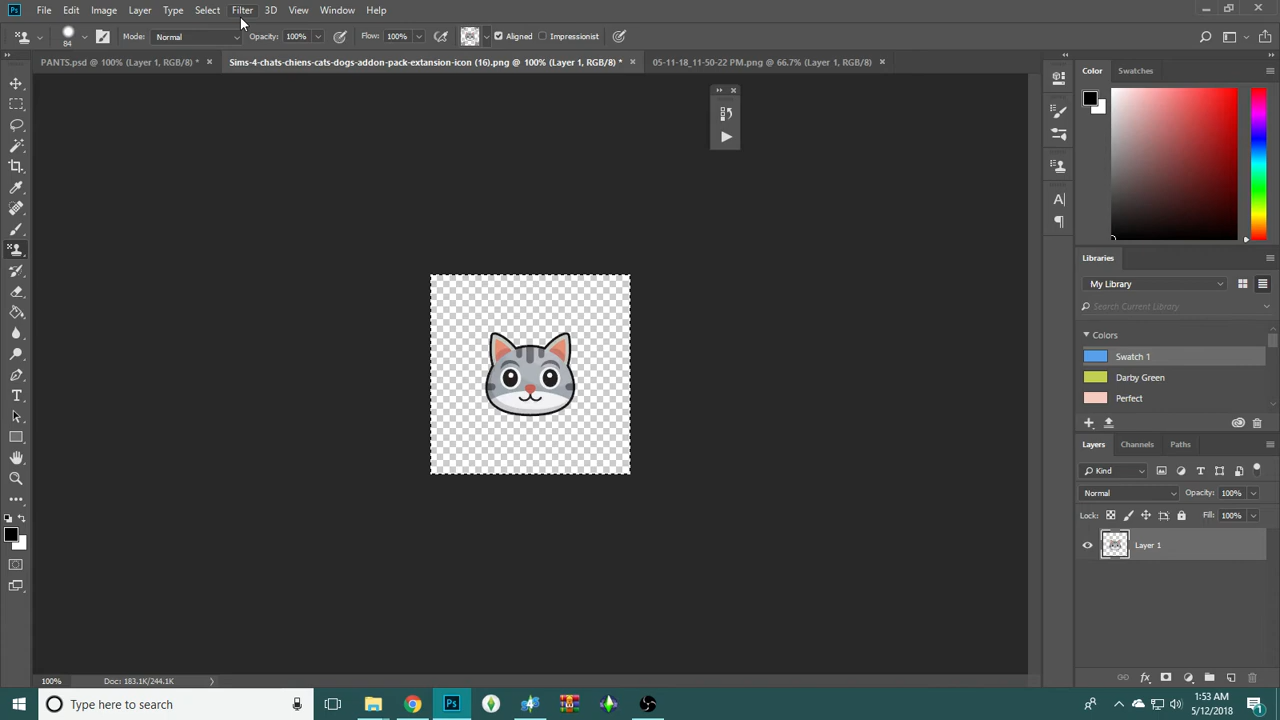 Ps File Edit Image Layer Type Select Filter 3D View Window Help
84 Mode: Normal Opacity: 100% Flow: 100% Aligned Impressionist
PANTS.psd @ 100% (Layer 1, RGB/8) * Sims-4-chats-chiens-cats-dogs-addon-pack-extension-icon (16).png @ 100% (Layer 1, RGB/8) * 05-11-18_11-50-22 PM.png @ 66.7% (Layer 1, RGB/8)
Color Swatches
Libraries
My Library
Search Current Library
Colors
Swatch 1
Darby Green
Perfect
Layers Channels Paths
Kind
Normal Opacity: 100%
Lock: Fill: 100%
Layer 1
100% Doc: 183.1K/244.1K
Type here to search
Ps
1:53 AM
5/12/2018
1